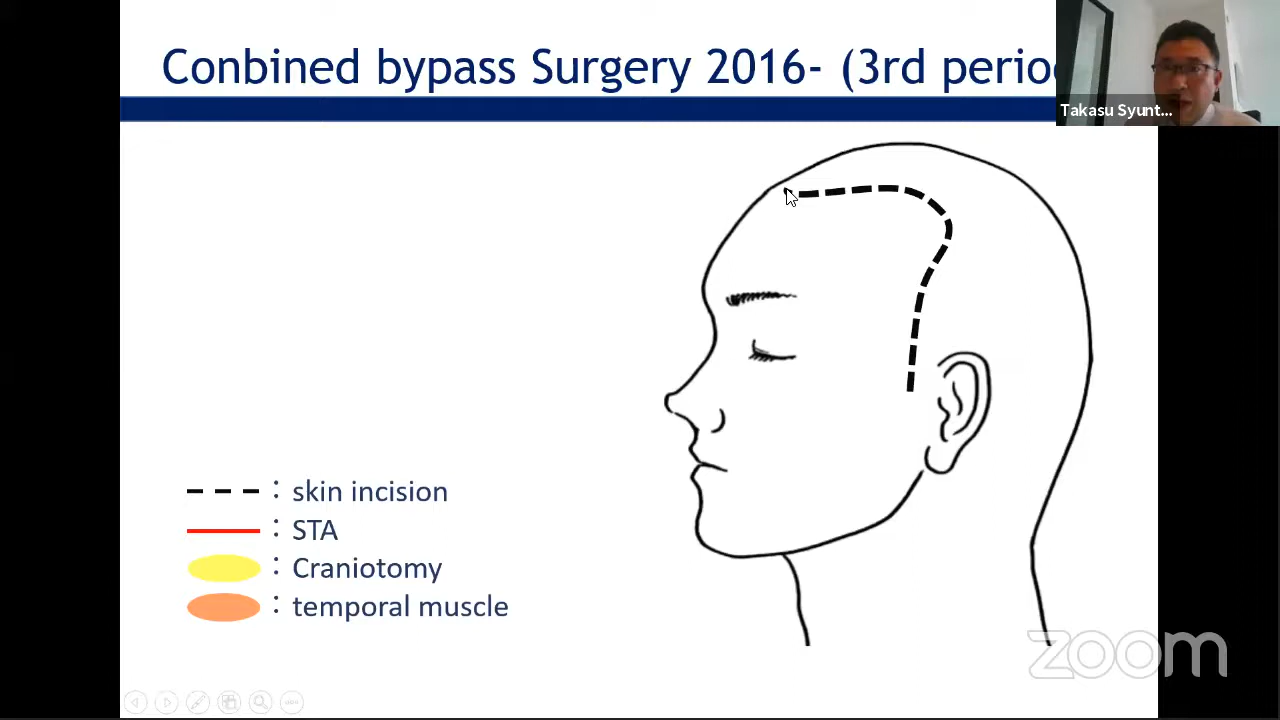 Conbined bypass Surgery 2016- (3rd perio
Takasu Syunt...
: skin incision
: STA
: Craniotomy
: temporal muscle
zoom